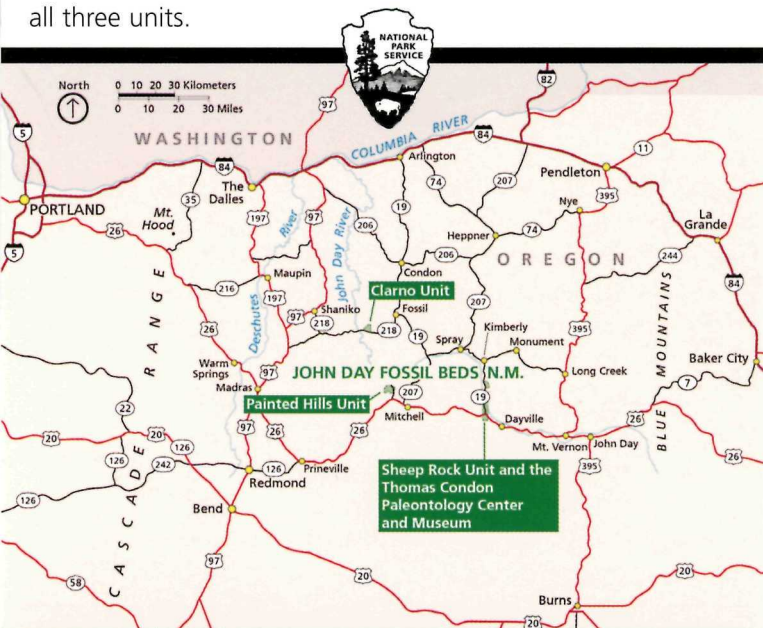 all three units.
NATIONAL
PARK
SERVICE
North
0 10 20 30 Kilometers
0 10 20 30 Miles
82
97
5
WASHINGTON
COLUMBIA RIVER
84
84
Arlington
11
Pendleton
The
Dalles
35
74
207
395
Nye
PORTLAND
Mt.
Hood
26
197
River
97
John Day River
206
19
La
Grande
5
Heppner
74
206
OREGON
244
Condon
216
Maupin
Clarno Unit
84
197
Deschutes
97
Shaniko
218
218
Fossil
19
207
26
Spray
Kimberly
Monument
395
Baker City
Warm
Springs
97
JOHN DAY FOSSIL BEDS N.M.
Long Creek
7
Madras
Painted Hills Unit
207
Mitchell
19
Dayville
26
BLUE MOUNTAINS
22
20
20
126
97
26
26
Mt. Vernon
John Day
126
242
126
Prineville
395
26
Redmond
Sheep Rock Unit and the
Thomas Condon
Paleontology Center
and Museum
126
Bend
CASCADE RANGE
97
58
20
20
Burns
20